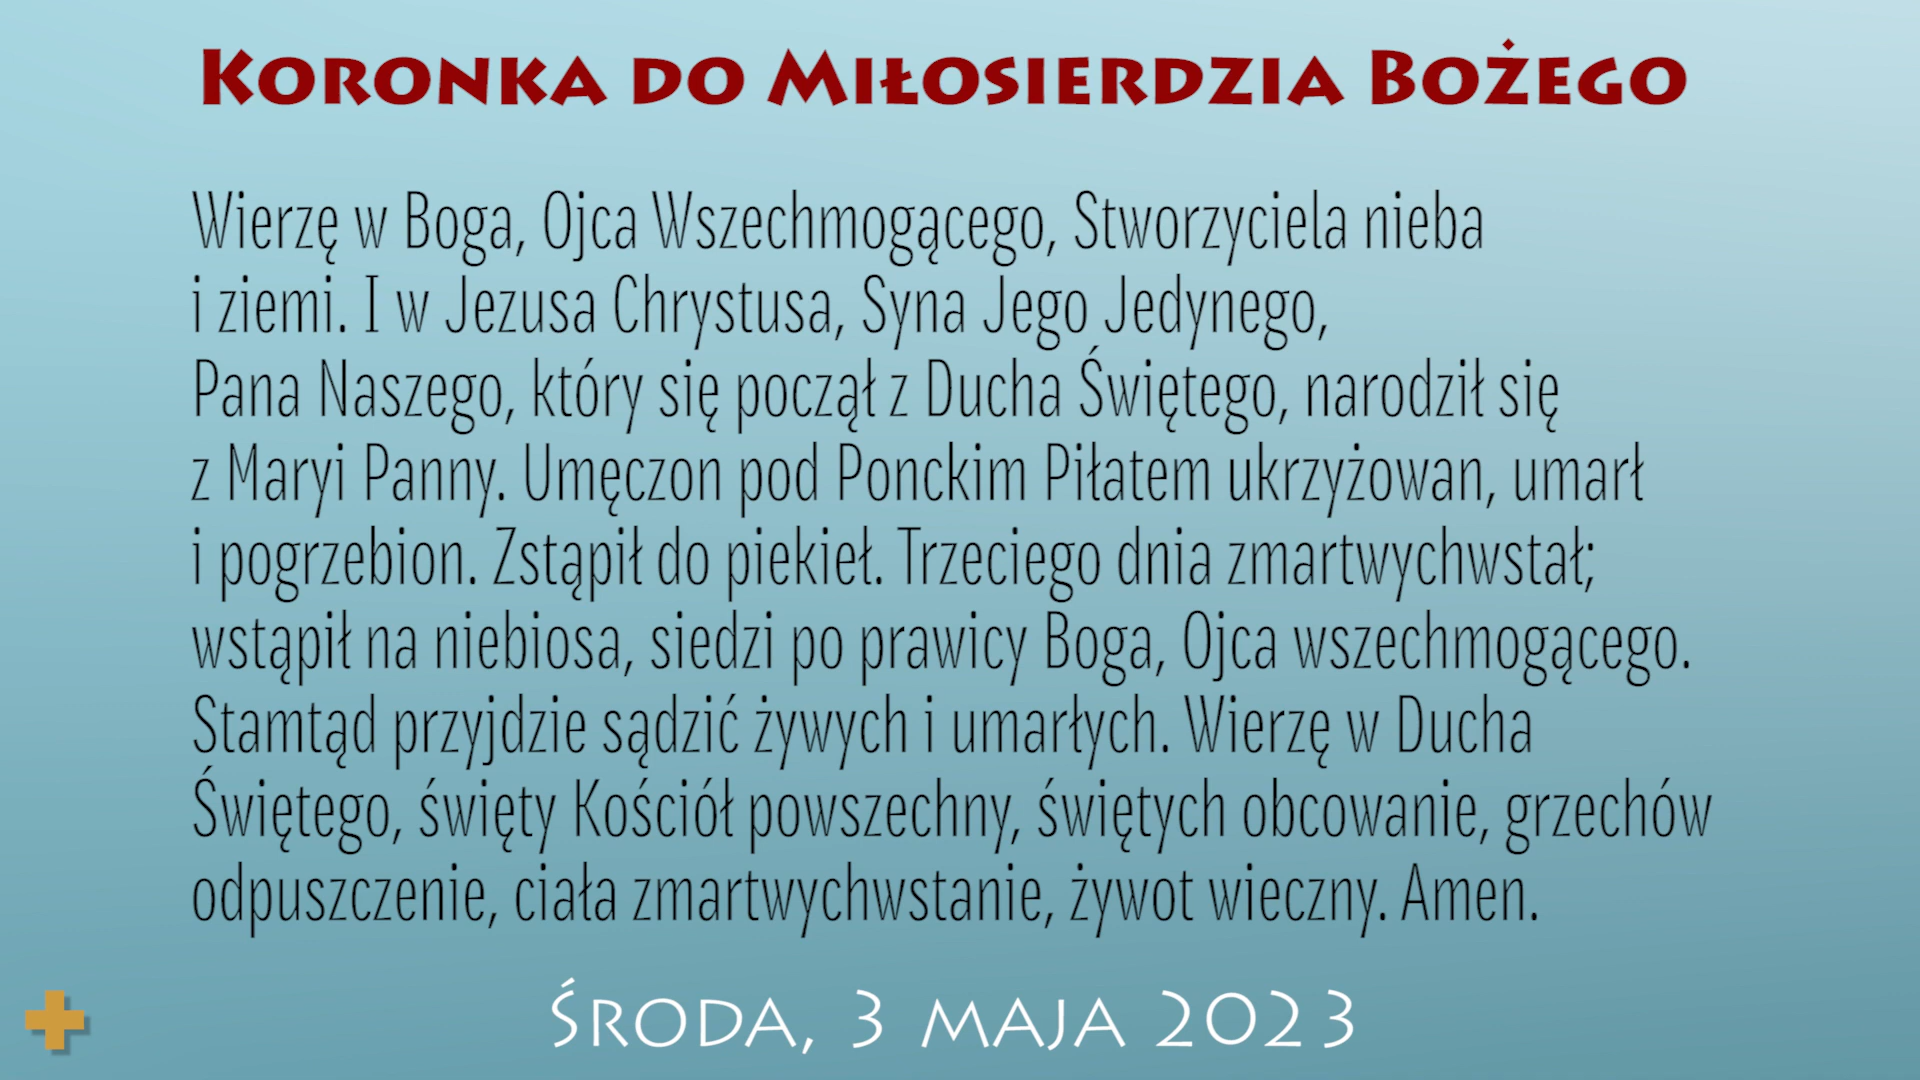 Koronka do Miłosierdzia Bożego
Wierzę w Boga, Ojca Wszechmogącego, Stworzyciela nieba
i ziemi. I w Jezusa Chrystusa, Syna Jego Jedynego,
Pana Naszego, który się począł z Ducha Świętego, narodził się
z Maryi Panny. Umęczon pod Ponckim Piłatem ukrzyżowan, umarł
i pogrzebion. Zstąpił do piekieł. Trzeciego dnia zmartwychwstał;
wstąpił na niebiosa, siedzi po prawicy Boga, Ojca wszechmogącego.
Stamtąd przyjdzie sądzić żywych i umarłych. Wierzę w Ducha
Świętego, święty Kościół powszechny, świętych obcowanie, grzechów
odpuszczenie, ciała zmartwychwstanie, żywot wieczny. Amen.
Środa, 3 maja 2023